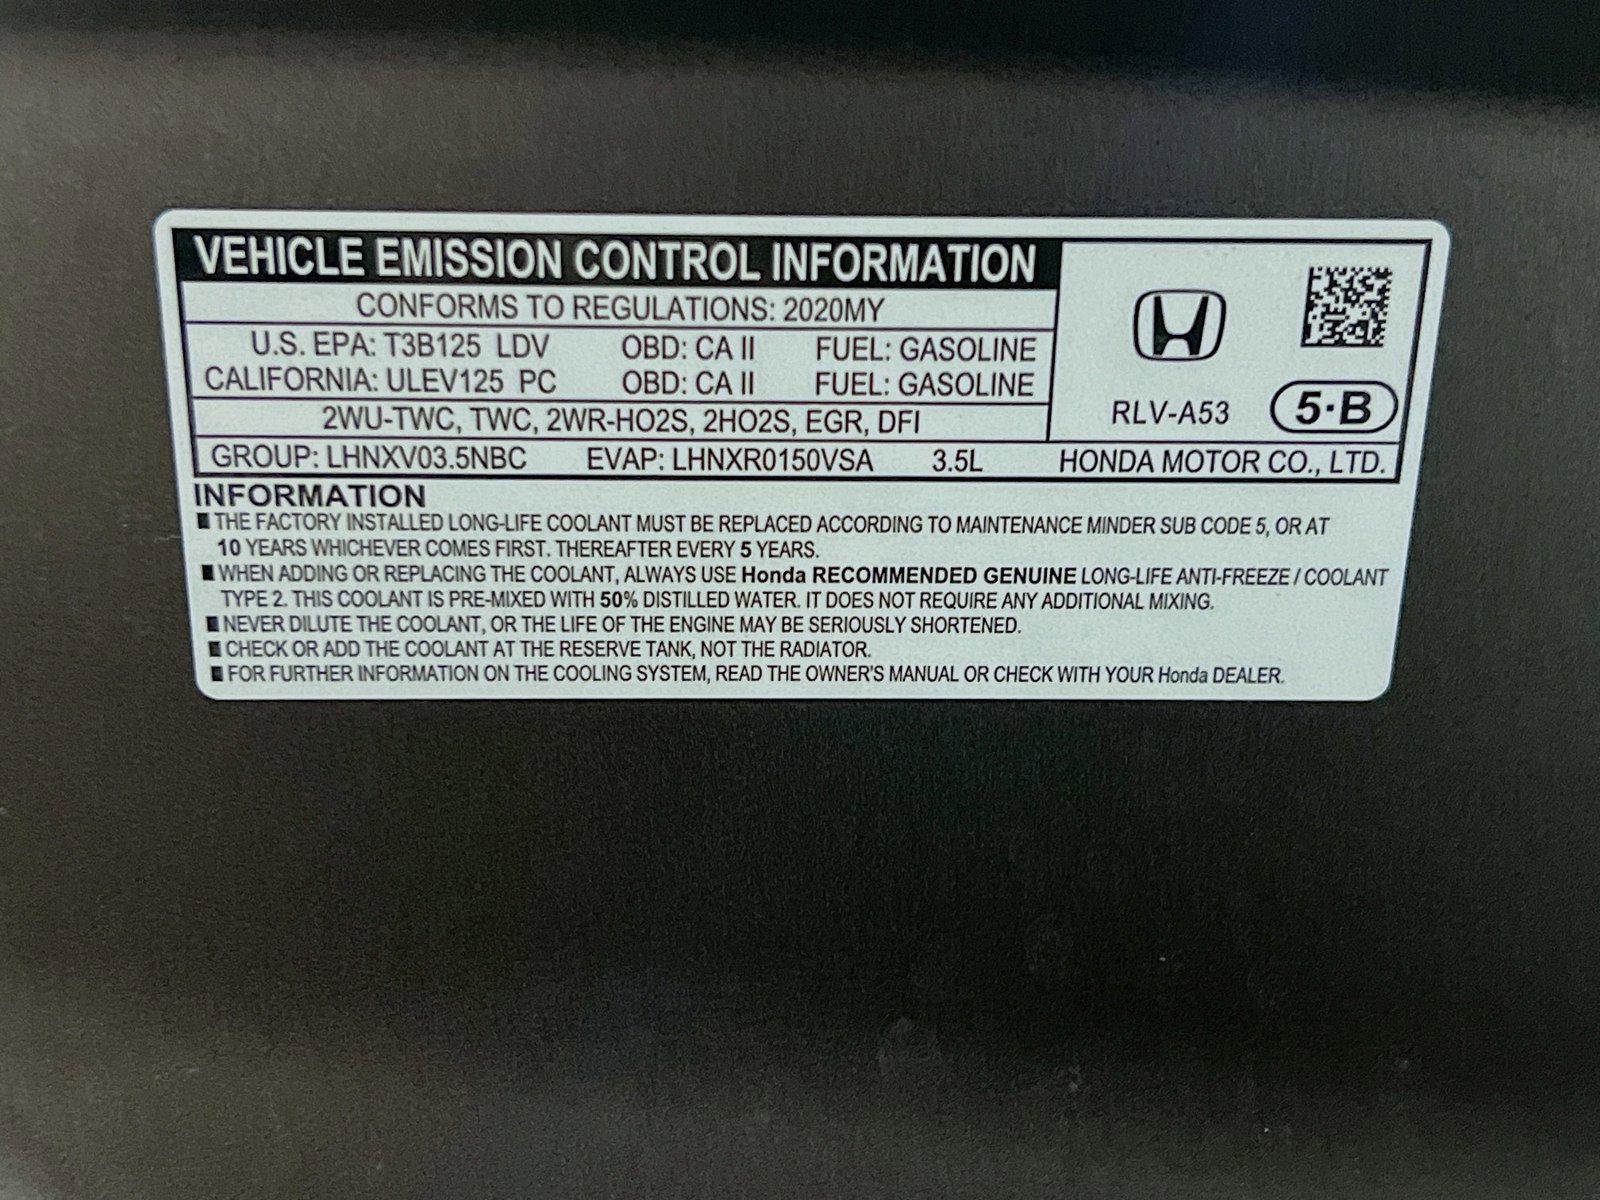 VEHICLE EMISSION CONTROL INFORMATION
CONFORMS TO REGULATIONS: 2020MY
U.S. EPA: T3B125 LDV OBD: CA II FUEL: GASOLINE
CALIFORNIA: ULEV125 PC OBD: CA II FUEL: GASOLINE
2WU-TWC, TWC, 2WR-HO2S, 2HO2S, EGR, DFI
RLV-A53 5·B
GROUP: LHNXV03.5NBC EVAP: LHNXR0150VSA 3.5L HONDA MOTOR CO., LTD.
INFORMATION
■ THE FACTORY INSTALLED LONG-LIFE COOLANT MUST BE REPLACED ACCORDING TO MAINTENANCE MINDER SUB CODE 5, OR AT
10 YEARS WHICHEVER COMES FIRST. THEREAFTER EVERY 5 YEARS.
■ WHEN ADDING OR REPLACING THE COOLANT, ALWAYS USE Honda RECOMMENDED GENUINE LONG-LIFE ANTI-FREEZE / COOLANT
TYPE 2. THIS COOLANT IS PRE-MIXED WITH 50% DISTILLED WATER. IT DOES NOT REQUIRE ANY ADDITIONAL MIXING.
■ NEVER DILUTE THE COOLANT, OR THE LIFE OF THE ENGINE MAY BE SERIOUSLY SHORTENED.
■ CHECK OR ADD THE COOLANT AT THE RESERVE TANK, NOT THE RADIATOR.
■ FOR FURTHER INFORMATION ON THE COOLING SYSTEM, READ THE OWNER'S MANUAL OR CHECK WITH YOUR Honda DEALER.